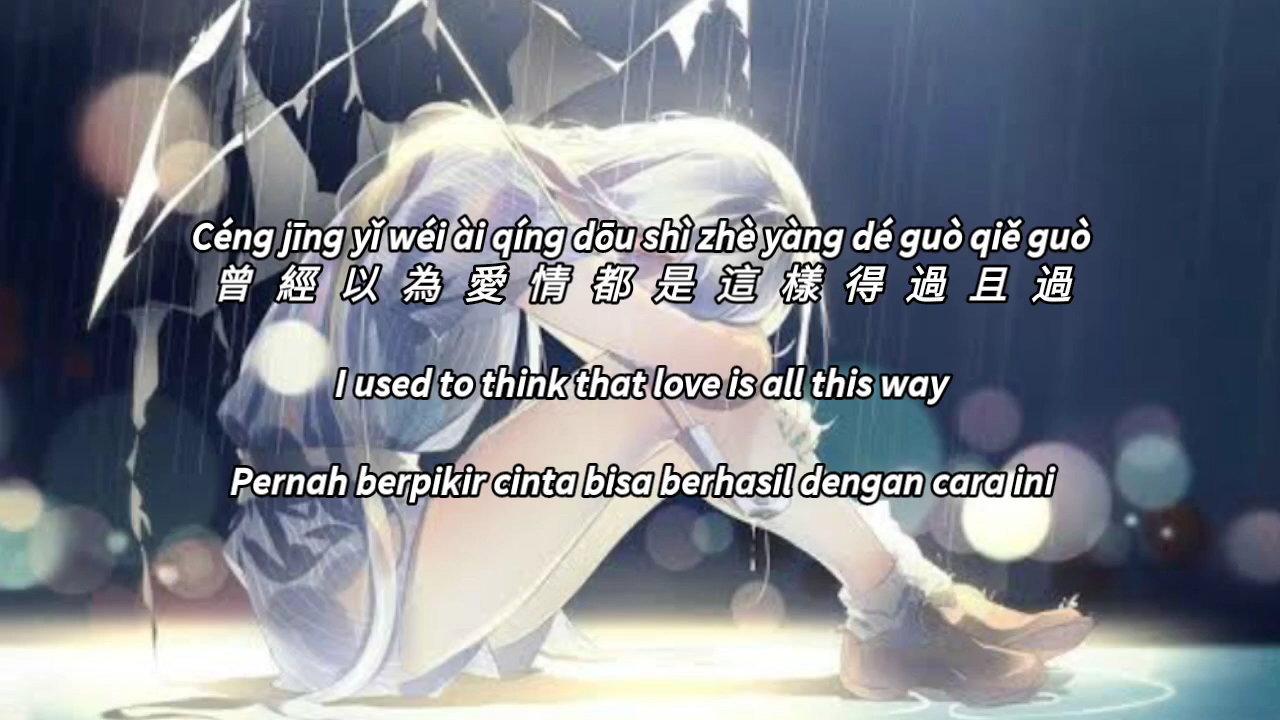 Céng jīng yǐ wéi ài qíng dōu shì zhè yàng dé guò qiě guò
曾經以為愛情都是這樣得過且過
I used to think that love is all this way
Pernah berpikir cinta bisa berhasil dengan cara ini